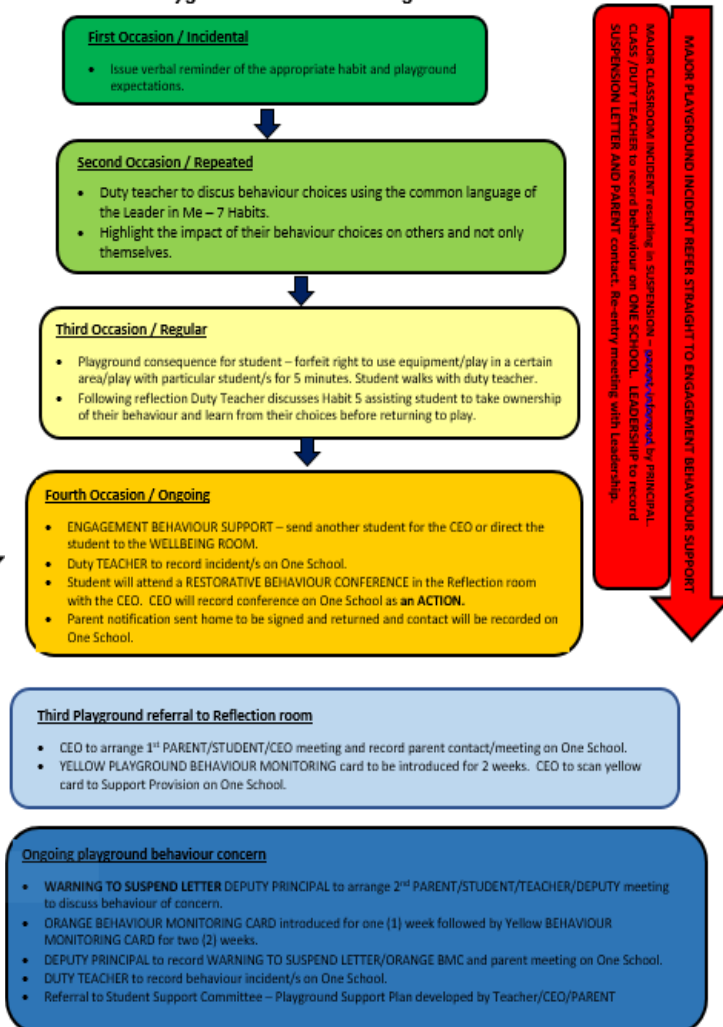 First Occasion / Incidental
• Issue verbal reminder of the appropriate habit and playground
expectations.
Second Occasion / Repeated
• Duty teacher to discus behaviour choices using the common language of
the Leader in Me – 7 Habits.
• Highlight the impact of their behaviour choices on others and not only
themselves.
Third Occasion / Regular
• Playground consequence for student – forfeit right to use equipment/play in a certain
area/play with particular student/s for 5 minutes. Student walks with duty teacher.
• Following reflection Duty Teacher discusses Habit 5 assisting student to take ownership
of their behaviour and learn from their choices before returning to play.
Fourth Occasion / Ongoing
• ENGAGEMENT BEHAVIOUR SUPPORT – send another student for the CEO or direct the
student to the WELLBEING ROOM.
• Duty TEACHER to record incident/s on One School.
• Student will attend a RESTORATIVE BEHAVIOUR CONFERENCE in the Reflection room
with the CEO. CEO will record conference on One School as an ACTION.
• Parent notification sent home to be signed and returned and contact will be recorded on
One School.
Third Playground referral to Reflection room
• CEO to arrange 1st PARENT/STUDENT/CEO meeting and record parent contact/meeting on One School.
• YELLOW PLAYGROUND BEHAVIOUR MONITORING card to be introduced for 2 weeks. CEO to scan yellow
card to Support Provision on One School.
Ongoing playground behaviour concern
• WARNING TO SUSPEND LETTER DEPUTY PRINCIPAL to arrange 2nd PARENT/STUDENT/TEACHER/DEPUTY meeting
to discuss behaviour of concern.
• ORANGE BEHAVIOUR MONITORING CARD introduced for one (1) week followed by Yellow BEHAVIOUR
MONITORING CARD for two (2) weeks.
• DEPUTY PRINCIPAL to record WARNING TO SUSPEND LETTER/ORANGE BMC and parent meeting on One School.
• DUTY TEACHER to record behaviour incident/s on One School.
• Referral to Student Support Committee – Playground Support Plan developed by Teacher/CEO/PARENT
MAJOR PLAYGROUND INCIDENT REFER STRAIGHT TO ENGAGEMENT BEHAVIOUR SUPPORT
MAJOR CLASSROOM INCIDENT resulting in SUSPENSION – parent informed by PRINCIPAL.
CLASS /DUTY TEACHER to record behaviour on ONE SCHOOL. LEADERSHIP to record
SUSPENSION LETTER AND PARENT contact. Re-entry meeting with Leadership.